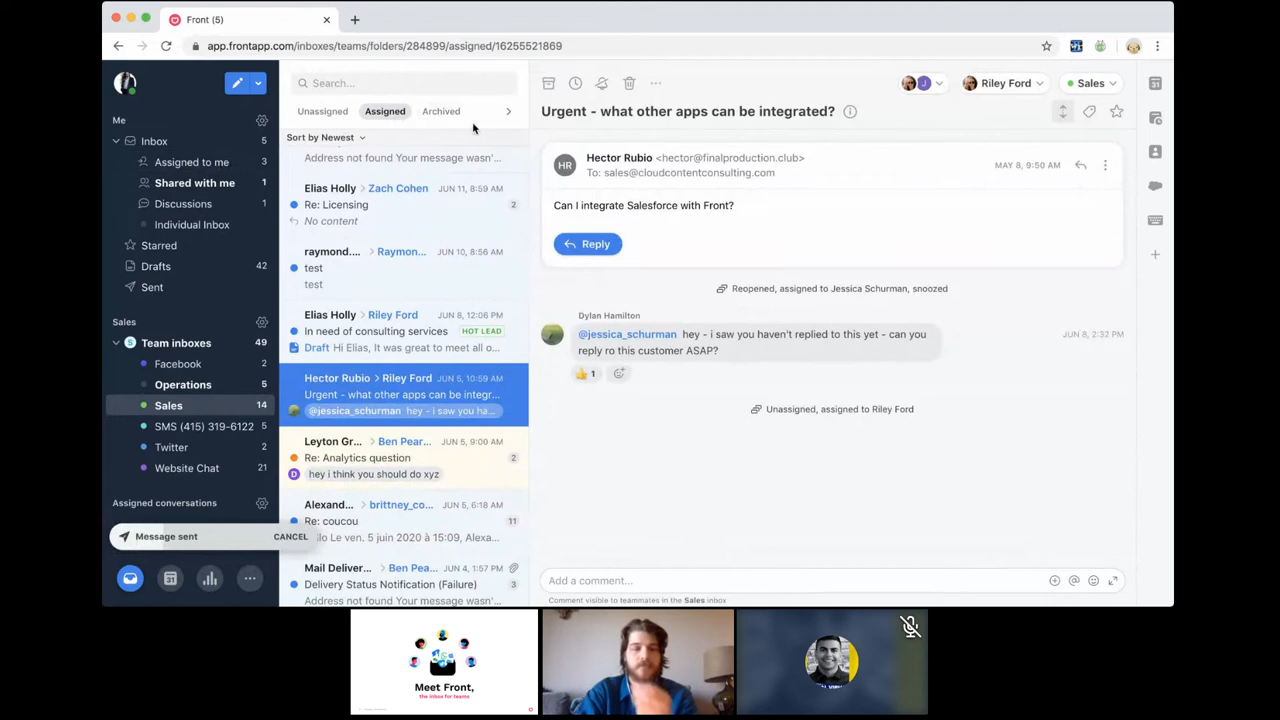 Front (5)
app.frontapp.com/inboxes/teams/folders/284899/assigned/16255521869
Me
Inbox 5
Assigned to me 3
Shared with me 1
Discussions 1
Individual Inbox
Starred
Drafts 42
Sent
Sales
S Team inboxes 49
Facebook 2
Operations 5
Sales 14
SMS (415) 319-6122 5
Twitter 2
Website Chat 21
Assigned conversations
Message sent CANCEL
31
Search...
Unassigned Assigned Archived
Sort by Newest
Address not found Your message wasn'...
Elias Holly > Zach Cohen JUN 11, 8:59 AM
Re: Licensing 2
No content
raymond.... > Raymon... JUN 10, 8:56 AM
test
test
Elias Holly > Riley Ford JUN 8, 12:06 PM
In need of consulting services HOT LEAD
Draft Hi Elias, It was great to meet all o...
Hector Rubio > Riley Ford JUN 5, 10:59 AM
Urgent - what other apps can be integr...
@jessica_schurman hey - i saw you ha...
Leyton Gr... > Ben Pear... JUN 5, 9:00 AM
Re: Analytics question 2
D hey i think you should do xyz
Alexand... > brittney_co... JUN 5, 6:18 AM
Re: coucou 11
lo Le ven. 5 juin 2020 à 15:09, Alexa...
Mail Deliver... > Ben Pea... JUN 4, 1:57 PM
Delivery Status Notification (Failure) 3
Address not found Your message wasn'...
J Riley Ford Sales
Urgent - what other apps can be integrated?
HR Hector Rubio <hector@finalproduction.club> MAY 8, 9:50 AM
To: sales@cloudcontentconsulting.com
Can I integrate Salesforce with Front?
Reply
Reopened, assigned to Jessica Schurman, snoozed
Dylan Hamilton
@jessica_schurman hey - i saw you haven't replied to this yet - can you JUN 8, 2:32 PM
reply ro this customer ASAP?
1
Unassigned, assigned to Riley Ford
Add a comment...
Comment visible to teammates in the Sales inbox
31
Meet Front,
the inbox for teams